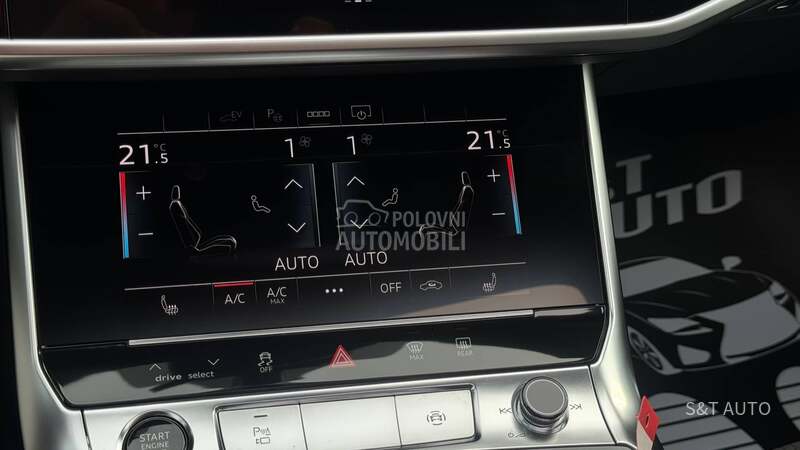 EV P
21.5 °C 1 1 21.5 °C
+ +
− −
POLOVNI
AUTOMOBILI
AUTO AUTO
A/C A/C MAX ••• OFF
drive select OFF MAX REAR
START
ENGINE
P
S&T
AUTO
S&T AUTO